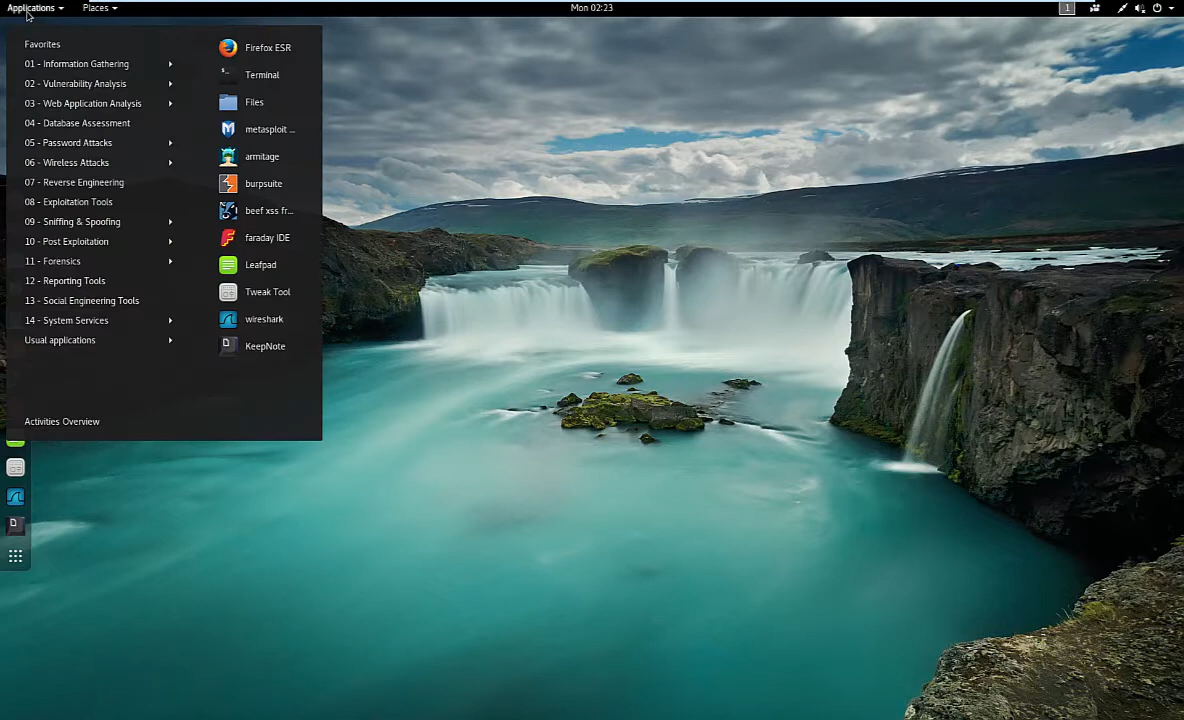 Applications Places Mon 02:23 1
Favorites
01 - Information Gathering
02 - Vulnerability Analysis
03 - Web Application Analysis
04 - Database Assessment
05 - Password Attacks
06 - Wireless Attacks
07 - Reverse Engineering
08 - Exploitation Tools
09 - Sniffing & Spoofing
10 - Post Exploitation
11 - Forensics
12 - Reporting Tools
13 - Social Engineering Tools
14 - System Services
Usual applications
Activities Overview
Firefox ESR
Terminal
Files
metasploit ...
armitage
burpsuite
beef xss fr...
faraday IDE
Leafpad
Tweak Tool
wireshark
KeepNote